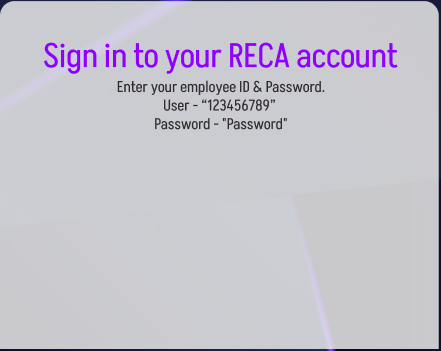 Sign in to your RECA account
Enter your employee ID & Password.
User - “123456789”
Password - "Password"